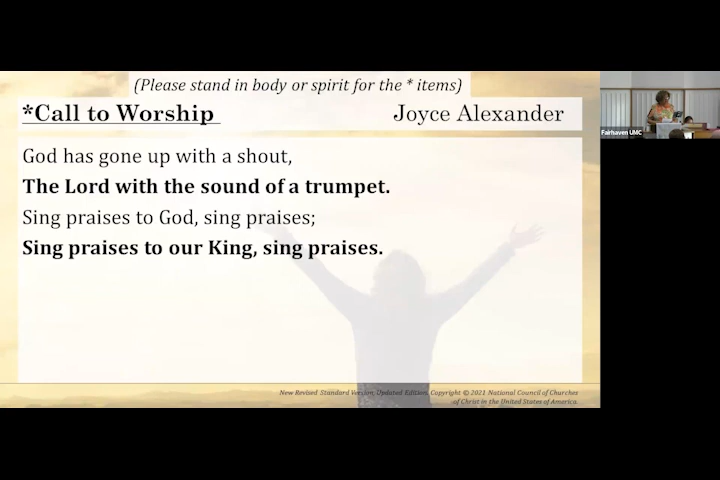 (Please stand in body or spirit for the * items)
*Call to Worship Joyce Alexander
God has gone up with a shout,
The Lord with the sound of a trumpet.
Sing praises to God, sing praises;
Sing praises to our King, sing praises.
New Revised Standard Version, Updated Edition, Copyright © 2021 National Council of Churches
of Christ in the United States of America.
Fairhaven UMC